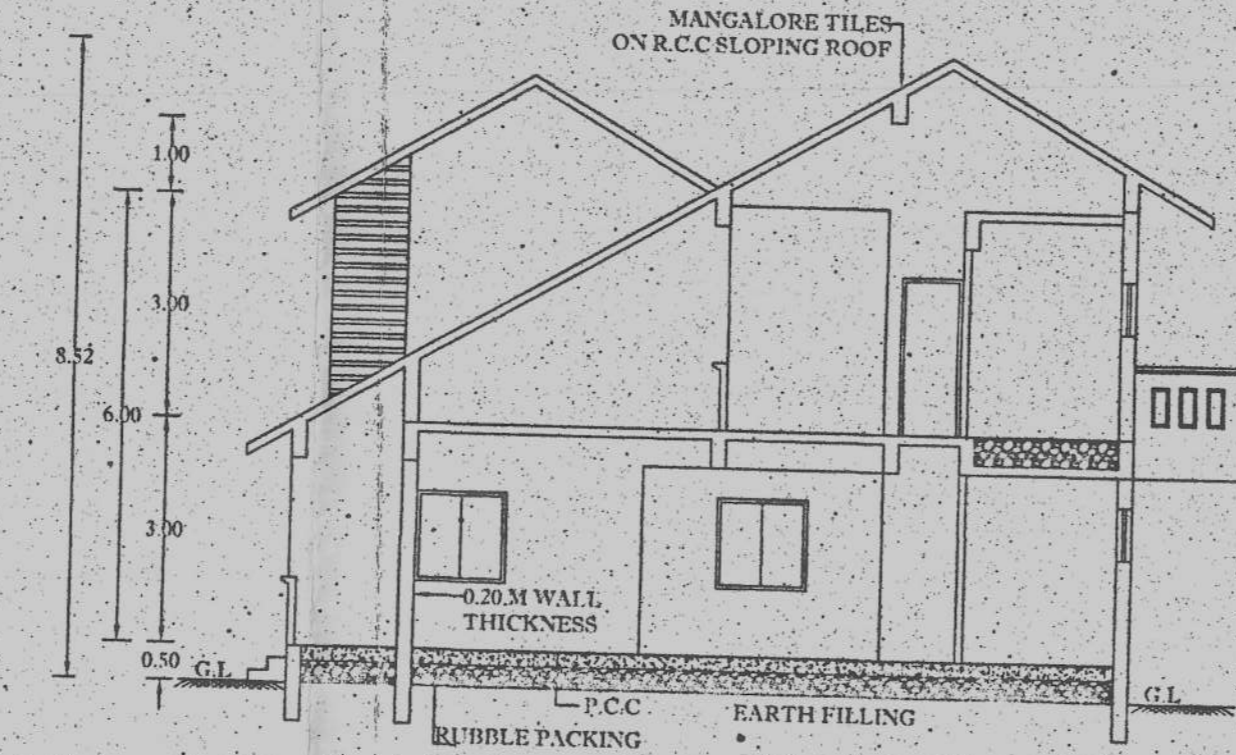 MANGALORE TILES
ON R.C.C SLOPING ROOF
1.00
3.00
8.52
6.00
3.00
0.20.M WALL
THICKNESS
0.50
G.L
G.L
P.C.C
EARTH FILLING
RUBBLE PACKING